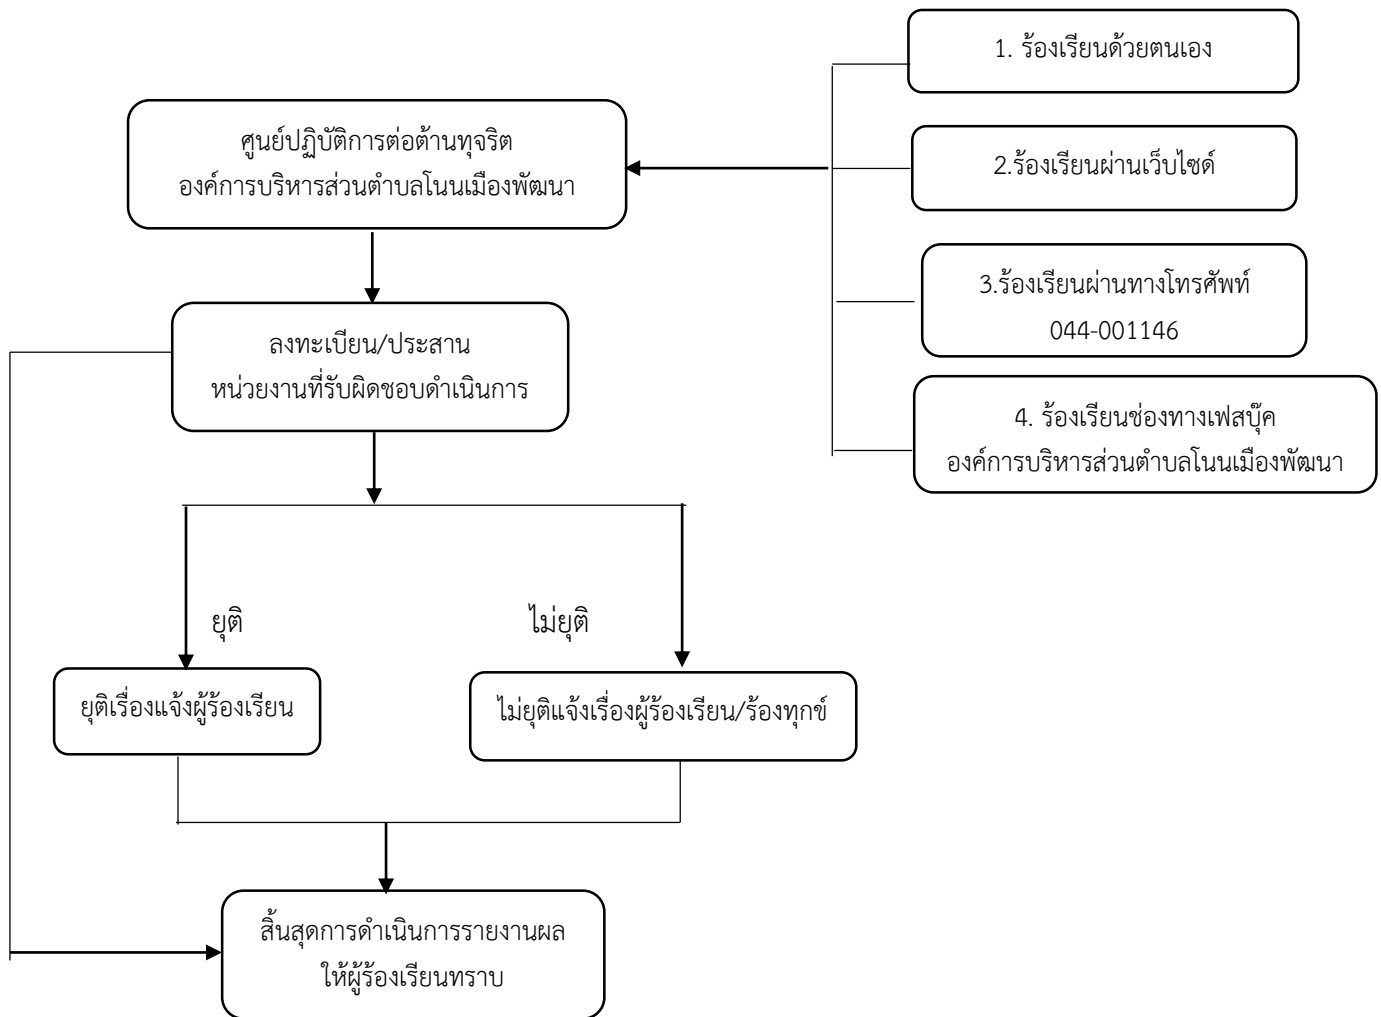 1. ร้องเรียนด้วยตนเอง
ศูนย์ปฏิบัติการต่อต้านทุจริต
องค์การบริหารส่วนตำบลโนนเมืองพัฒนา
2.ร้องเรียนผ่านเว็บไซด์
3.ร้องเรียนผ่านทางโทรศัพท์
044-001146
ลงทะเบียน/ประสาน
หน่วยงานที่รับผิดชอบดำเนินการ
4. ร้องเรียนช่องทางเฟสบุ๊ค
องค์การบริหารส่วนตำบลโนนเมืองพัฒนา
ยุติ
ไม่ยุติ
ยุติเรื่องแจ้งผู้ร้องเรียน
ไม่ยุติแจ้งเรื่องผู้ร้องเรียน/ร้องทุกข์
สิ้นสุดการดำเนินการรายงานผล
ให้ผู้ร้องเรียนทราบ